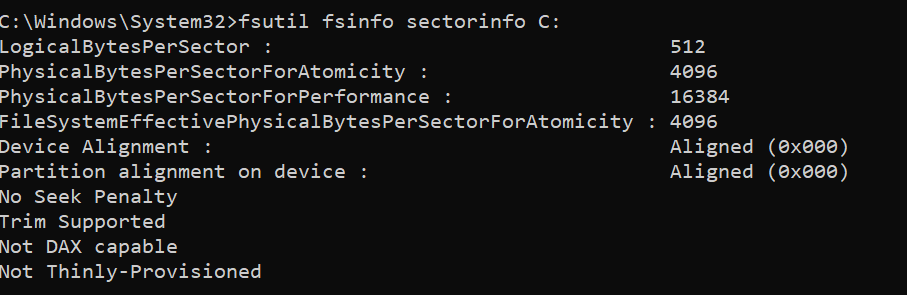 C:\Windows\System32>fsutil fsinfo sectorinfo C:
LogicalBytesPerSector : 512
PhysicalBytesPerSectorForAtomicity : 4096
PhysicalBytesPerSectorForPerformance : 16384
FileSystemEffectivePhysicalBytesPerSectorForAtomicity : 4096
Device Alignment : Aligned (0x000)
Partition alignment on device : Aligned (0x000)
No Seek Penalty
Trim Supported
Not DAX capable
Not Thinly-Provisioned